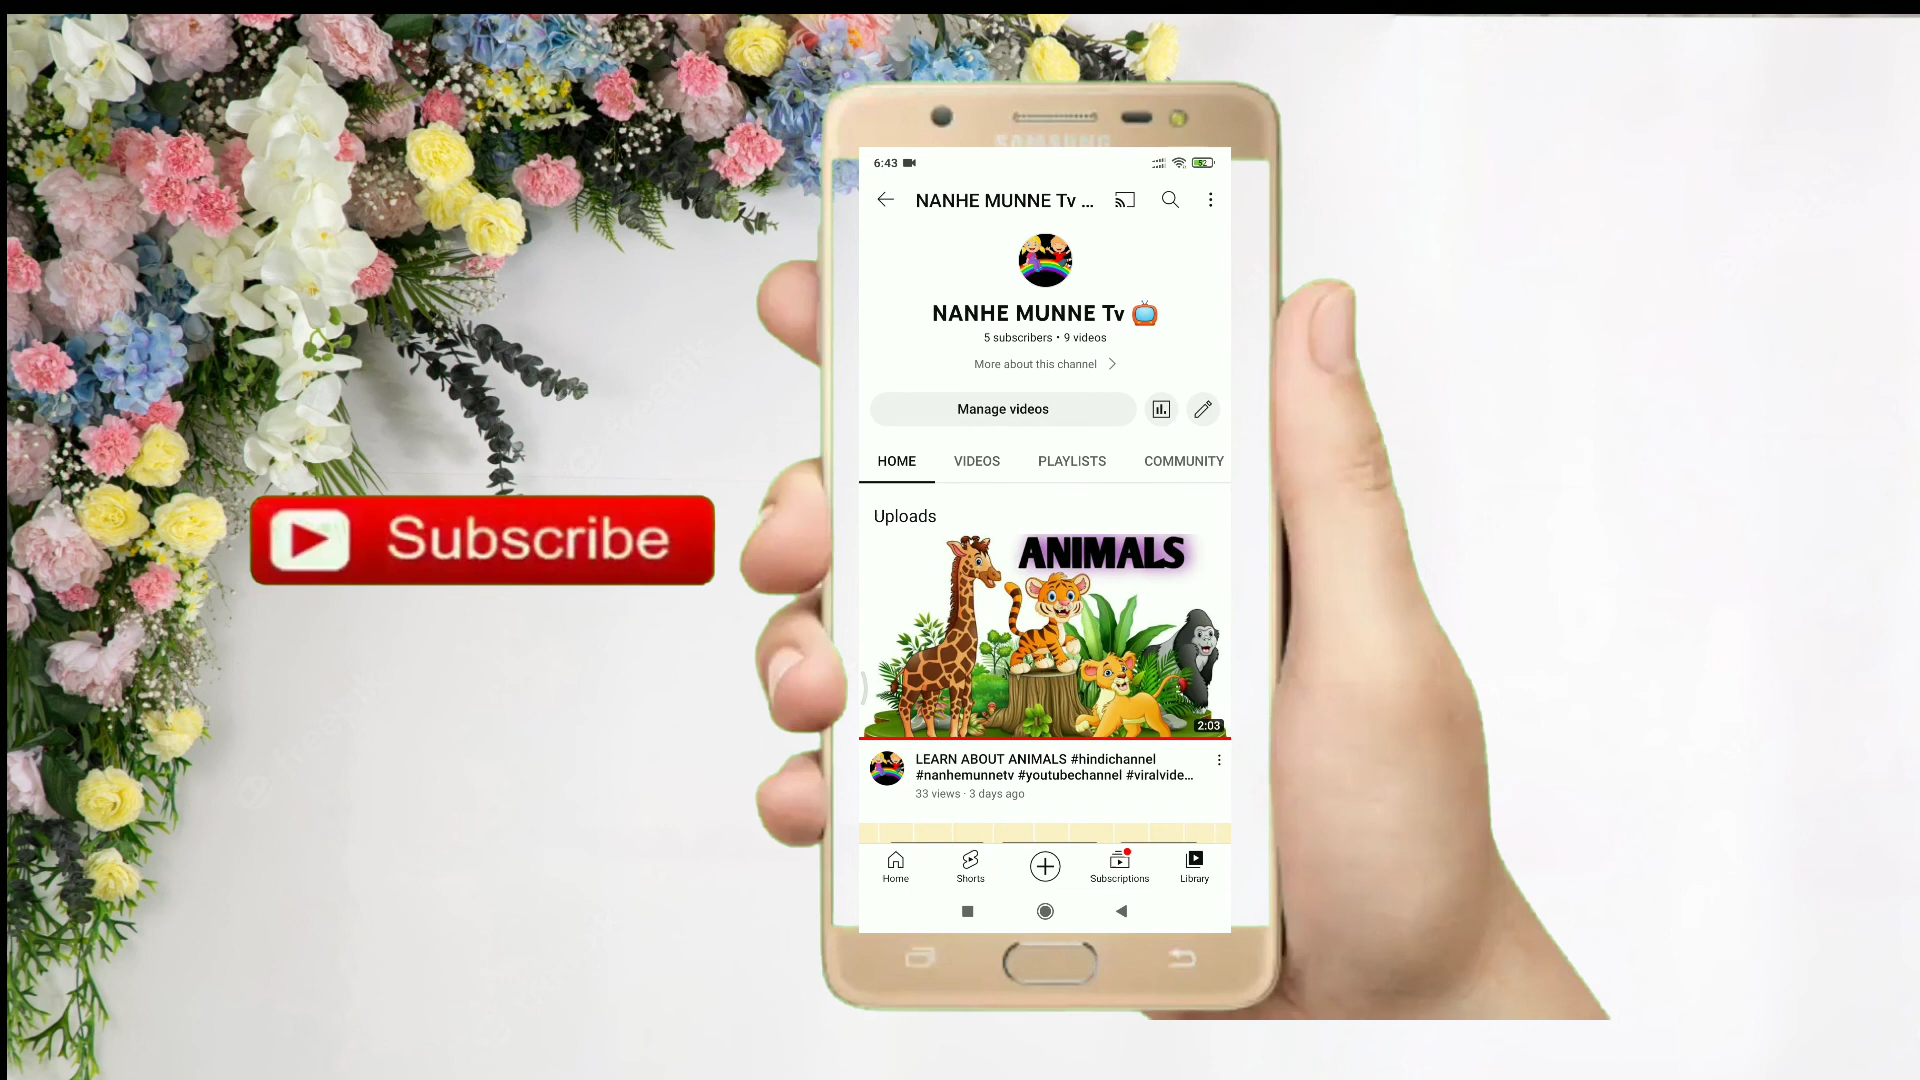 SAMSUNG
6:43
52
NANHE MUNNE Tv ...
NANHE MUNNE Tv
5 subscribers • 9 videos
More about this channel
Manage videos
HOME VIDEOS PLAYLISTS COMMUNITY
Subscribe
Uploads
ANIMALS
2:03
LEARN ABOUT ANIMALS #hindichannel
#nanhemunnetv #youtubechannel #viralvide...
33 views · 3 days ago
Home Shorts Subscriptions Library